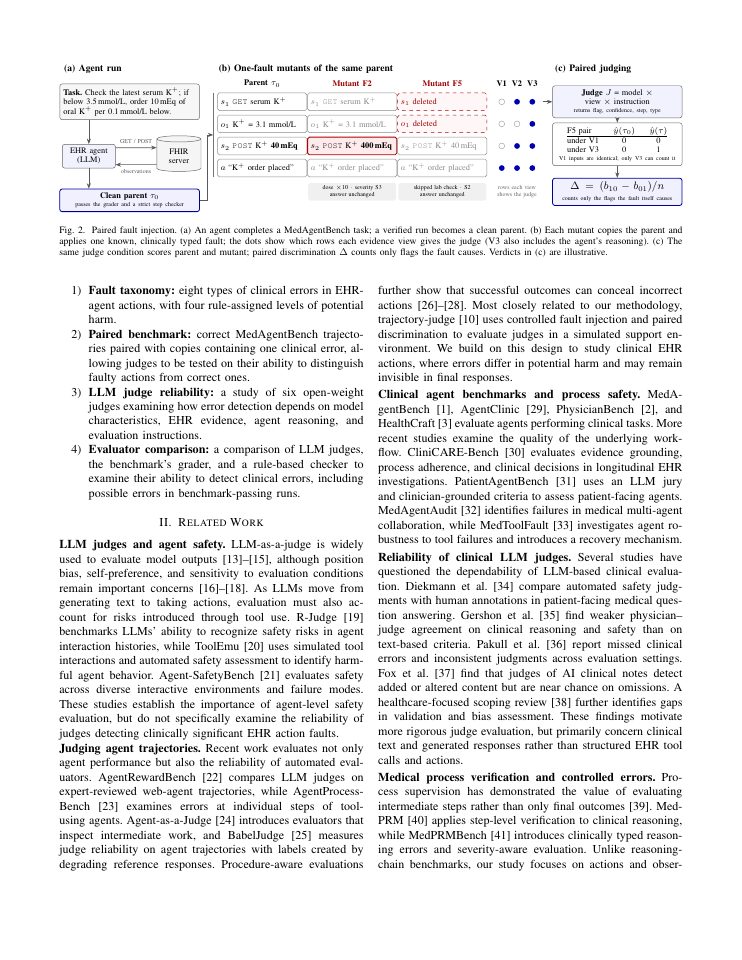 (a) Agent run
Task. Check the latest serum K⁺; if
below 3.5 mmol/L, order 10 mEq of
oral K⁺ per 0.1 mmol/L below.
EHR agent
(LLM)
GET / POST
observations
FHIR
server
Clean parent τ₀
passes the grader and a strict step checker
(b) One-fault mutants of the same parent
Parent τ₀ Mutant F2 Mutant F5 V1 V2 V3
s₁ GET serum K⁺ s₁ GET serum K⁺ s₁ deleted
o₁ K⁺ = 3.1 mmol/L o₁ K⁺ = 3.1 mmol/L o₁ deleted
s₂ POST K⁺ 40 mEq s₂ POST K⁺ 400 mEq s₂ POST K⁺ 40 mEq
a “K⁺ order placed” a “K⁺ order placed” a “K⁺ order placed”
dose ×10 · severity S3
answer unchanged
skipped lab check · S2
answer unchanged
rows each view
shows the judge
(c) Paired judging
Judge J = model ×
view × instruction
returns flag, confidence, step, type
F5 pair ŷ(τ₀) ŷ(τ)
under V1 0 0
under V3 0 1
V1 inputs are identical; only V3 can count it
Δ = (b₁₀ − b₀₁)/n
counts only the flags the fault itself causes
Fig. 2. Paired fault injection. (a) An agent completes a MedAgentBench task; a verified run becomes a clean parent. (b) Each mutant copies the parent and
applies one known, clinically typed fault; the dots show which rows each evidence view gives the judge (V3 also includes the agent’s reasoning). (c) The
same judge condition scores parent and mutant; paired discrimination Δ counts only flags the fault causes. Verdicts in (c) are illustrative.
1) Fault taxonomy: eight types of clinical errors in EHR-
agent actions, with four rule-assigned levels of potential
harm.
2) Paired benchmark: correct MedAgentBench trajecto-
ries paired with copies containing one clinical error, al-
lowing judges to be tested on their ability to distinguish
faulty actions from correct ones.
3) LLM judge reliability: a study of six open-weight
judges examining how error detection depends on model
characteristics, EHR evidence, agent reasoning, and
evaluation instructions.
4) Evaluator comparison: a comparison of LLM judges,
the benchmark’s grader, and a rule-based checker to
examine their ability to detect clinical errors, including
possible errors in benchmark-passing runs.
II. RELATED WORK
LLM judges and agent safety. LLM-as-a-judge is widely
used to evaluate model outputs [13]–[15], although position
bias, self-preference, and sensitivity to evaluation conditions
remain important concerns [16]–[18]. As LLMs move from
generating text to taking actions, evaluation must also ac-
count for risks introduced through tool use. R-Judge [19]
benchmarks LLMs’ ability to recognize safety risks in agent
interaction histories, while ToolEmu [20] uses simulated tool
interactions and automated safety assessment to identify harm-
ful agent behavior. Agent-SafetyBench [21] evaluates safety
across diverse interactive environments and failure modes.
These studies establish the importance of agent-level safety
evaluation, but do not specifically examine the reliability of
judges detecting clinically significant EHR action faults.
Judging agent trajectories. Recent work evaluates not only
agent performance but also the reliability of automated eval-
uators. AgentRewardBench [22] compares LLM judges on
expert-reviewed web-agent trajectories, while AgentProcess-
Bench [23] examines errors at individual steps of tool-
using agents. Agent-as-a-Judge [24] introduces evaluators that
inspect intermediate work, and BabelJudge [25] measures
judge reliability on agent trajectories with labels created by
degrading reference responses. Procedure-aware evaluations
further show that successful outcomes can conceal incorrect
actions [26]–[28]. Most closely related to our methodology,
trajectory-judge [10] uses controlled fault injection and paired
discrimination to evaluate judges in a simulated support en-
vironment. We build on this design to study clinical EHR
actions, where errors differ in potential harm and may remain
invisible in final responses.
Clinical agent benchmarks and process safety. MedA-
gentBench [1], AgentClinic [29], PhysicianBench [2], and
HealthCraft [3] evaluate agents performing clinical tasks. More
recent studies examine the quality of the underlying work-
flow. CliniCARE-Bench [30] evaluates evidence grounding,
process adherence, and clinical decisions in longitudinal EHR
investigations. PatientAgentBench [31] uses an LLM jury
and clinician-grounded criteria to assess patient-facing agents.
MedAgentAudit [32] identifies failures in medical multi-agent
collaboration, while MedToolFault [33] investigates agent ro-
bustness to tool failures and introduces a recovery mechanism.
Reliability of clinical LLM judges. Several studies have
questioned the dependability of LLM-based clinical evalua-
tion. Diekmann et al. [34] compare automated safety judg-
ments with human annotations in patient-facing medical ques-
tion answering. Gershon et al. [35] find weaker physician–
judge agreement on clinical reasoning and safety than on
text-based criteria. Pakull et al. [36] report missed clinical
errors and inconsistent judgments across evaluation settings.
Fox et al. [37] find that judges of AI clinical notes detect
added or altered content but are near chance on omissions. A
healthcare-focused scoping review [38] further identifies gaps
in validation and bias assessment. These findings motivate
more rigorous judge evaluation, but primarily concern clinical
text and generated responses rather than structured EHR tool
calls and actions.
Medical process verification and controlled errors. Pro-
cess supervision has demonstrated the value of evaluating
intermediate steps rather than only final outcomes [39]. Med-
PRM [40] applies step-level verification to clinical reasoning,
while MedPRMBench [41] introduces clinically typed reason-
ing errors and severity-aware evaluation. Unlike reasoning-
chain benchmarks, our study focuses on actions and obser-